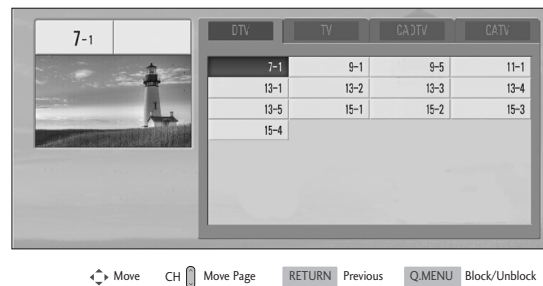 7-1
DTV TV CADTV CATV
7-1 9-1 9-5 11-1
13-1 13-2 13-3 13-4
13-5 15-1 15-2 15-3
15-4
Move CH Move Page RETURN Previous Q.MENU Block/Unblock